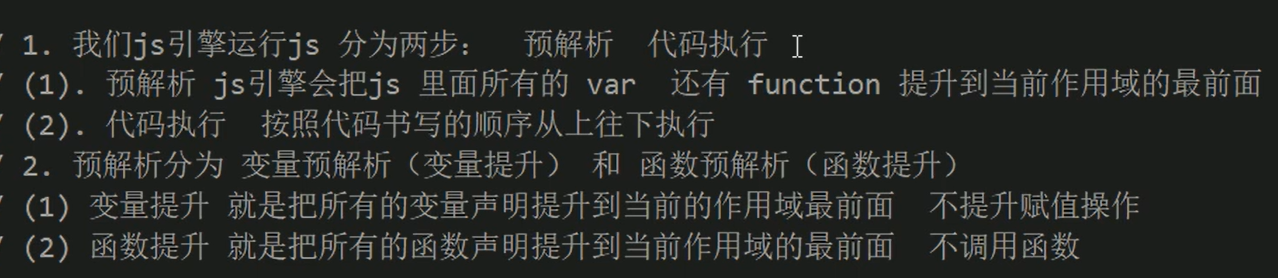 / 1. 我们js引擎运行js 分为两步： 预解析 代码执行
/ (1). 预解析 js引擎会把js 里面所有的 var 还有 function 提升到当前作用域的最前面
/ (2). 代码执行 按照代码书写的顺序从上往下执行
/ 2. 预解析分为 变量预解析（变量提升） 和 函数预解析（函数提升）
/ (1) 变量提升 就是把所有的变量声明提升到当前的作用域最前面 不提升赋值操作
/ (2) 函数提升 就是把所有的函数声明提升到当前作用域的最前面 不调用函数